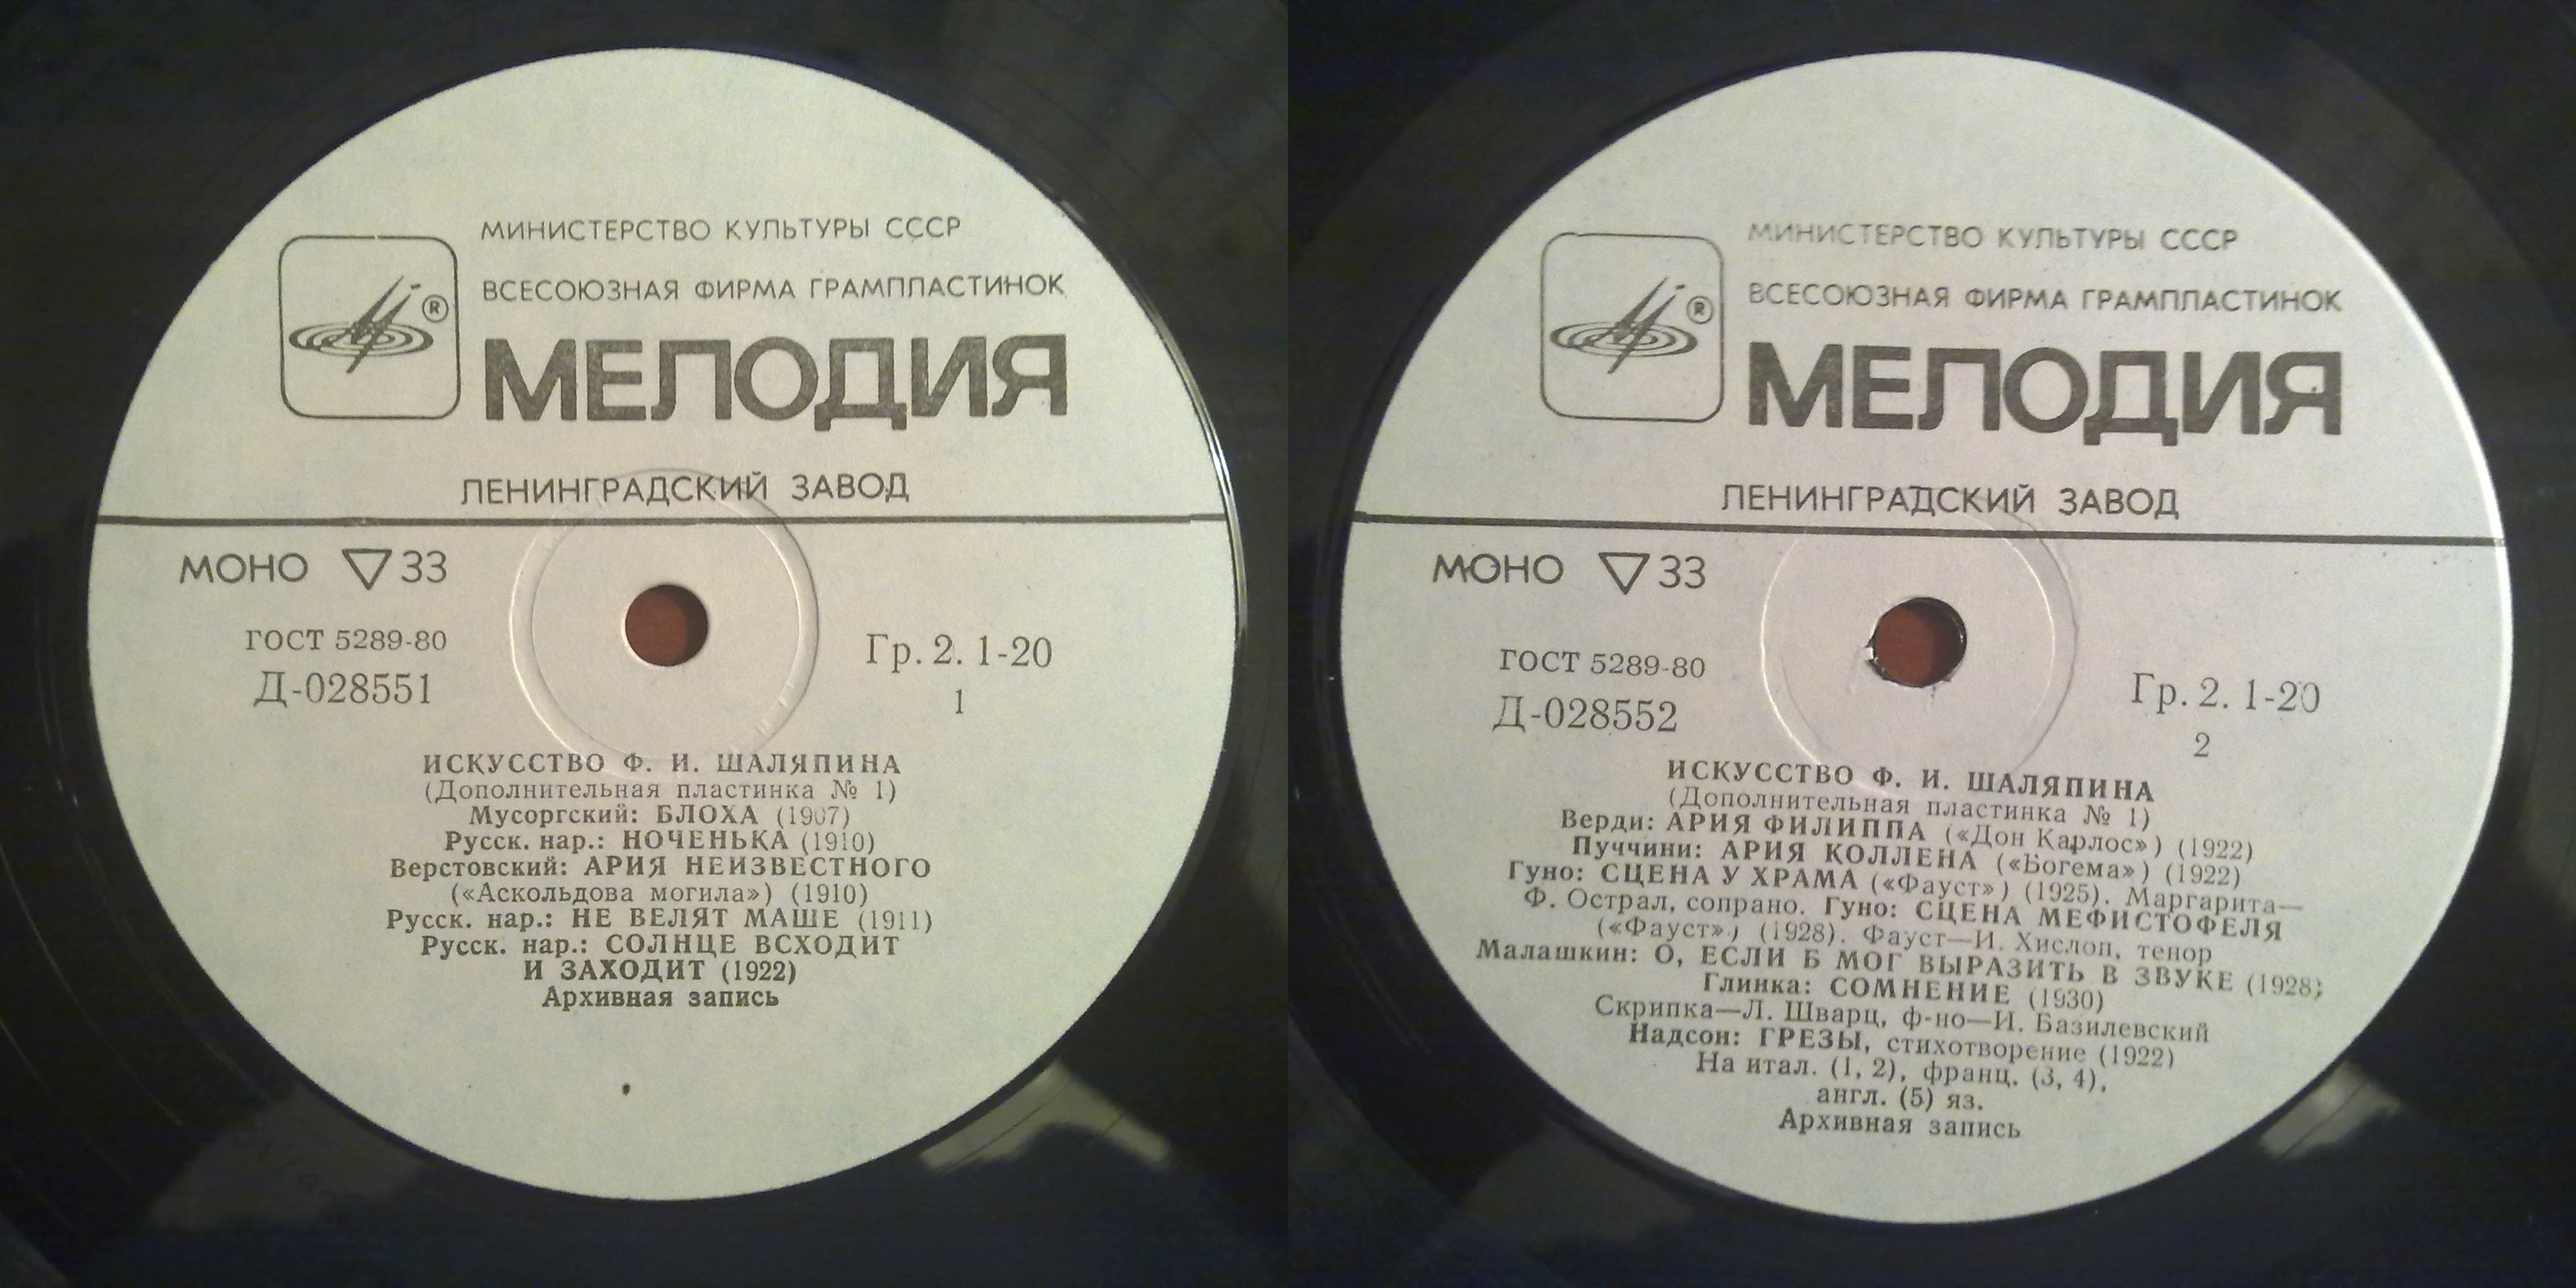 МИНИСТЕРСТВО КУЛЬТУРЫ СССР
ВСЕСОЮЗНАЯ ФИРМА ГРАМПЛАСТИНОК
®
МЕЛОДИЯ
ЛЕНИНГРАДСКИЙ ЗАВОД
МОНО ▽33
ГОСТ 5289-80
Д-028551
Гр. 2. 1-20
1
ИСКУССТВО Ф. И. ШАЛЯПИНА
(Дополнительная пластинка № 1)
Мусоргский: БЛОХА (1907)
Русск. нар.: НОЧЕНЬКА (1910)
Верстовский: АРИЯ НЕИЗВЕСТНОГО
(«Аскольдова могила») (1910)
Русск. нар.: НЕ ВЕЛЯТ МАШЕ (1911)
Русск. нар.: СОЛНЦЕ ВСХОДИТ
И ЗАХОДИТ (1922)
Архивная запись
МИНИСТЕРСТВО КУЛЬТУРЫ СССР
ВСЕСОЮЗНАЯ ФИРМА ГРАМПЛАСТИНОК
®
МЕЛОДИЯ
ЛЕНИНГРАДСКИЙ ЗАВОД
МОНО ▽33
ГОСТ 5289-80
Д-028552
Гр. 2. 1-20
2
ИСКУССТВО Ф. И. ШАЛЯПИНА
(Дополнительная пластинка № 1)
Верди: АРИЯ ФИЛИППА («Дон Карлос») (1922)
Пуччини: АРИЯ КОЛЛЕНА («Богема») (1922)
Гуно: СЦЕНА У ХРАМА («Фауст») (1925). Маргарита—
Ф. Острал, сопрано. Гуно: СЦЕНА МЕФИСТОФЕЛЯ
(«Фауст») (1928). Фауст—И. Хислоп, тенор
Малашкин: О, ЕСЛИ Б МОГ ВЫРАЗИТЬ В ЗВУКЕ (1928)
Глинка: СОМНЕНИЕ (1930)
Скрипка—Л. Шварц, ф-но—И. Базилевский
Надсон: ГРЕЗЫ, стихотворение (1922)
На итал. (1, 2), франц. (3, 4),
англ. (5) яз.
Архивная запись